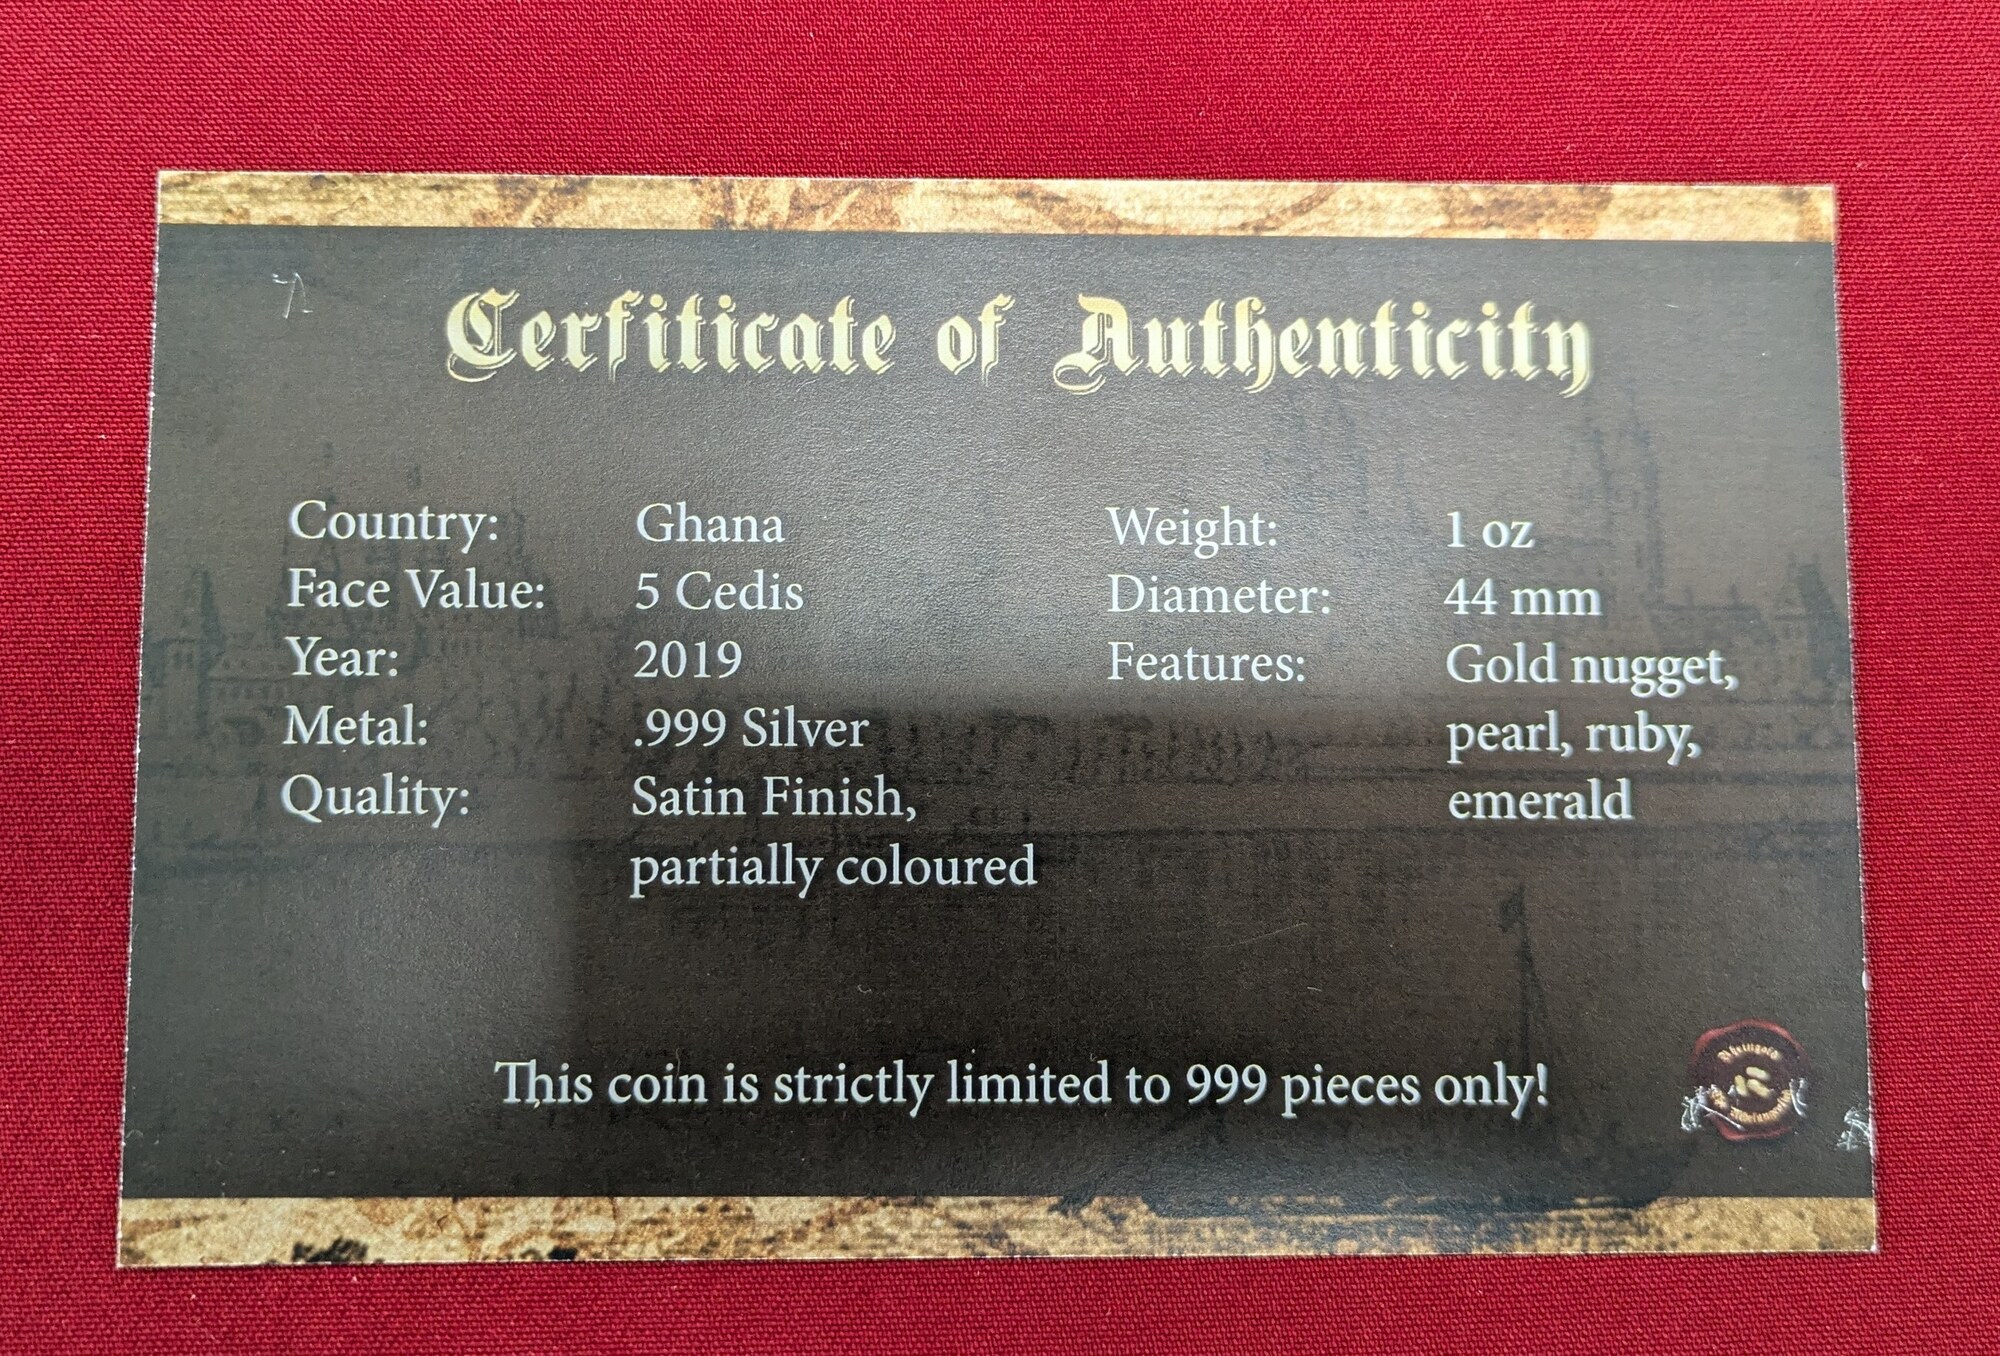 Cerfiticate of Authenticity
Country: Ghana
Face Value: 5 Cedis
Year: 2019
Metal: .999 Silver
Quality: Satin Finish,
partially coloured
Weight: 1 oz
Diameter: 44 mm
Features: Gold nugget,
pearl, ruby,
emerald
This coin is strictly limited to 999 pieces only!
Rheingold